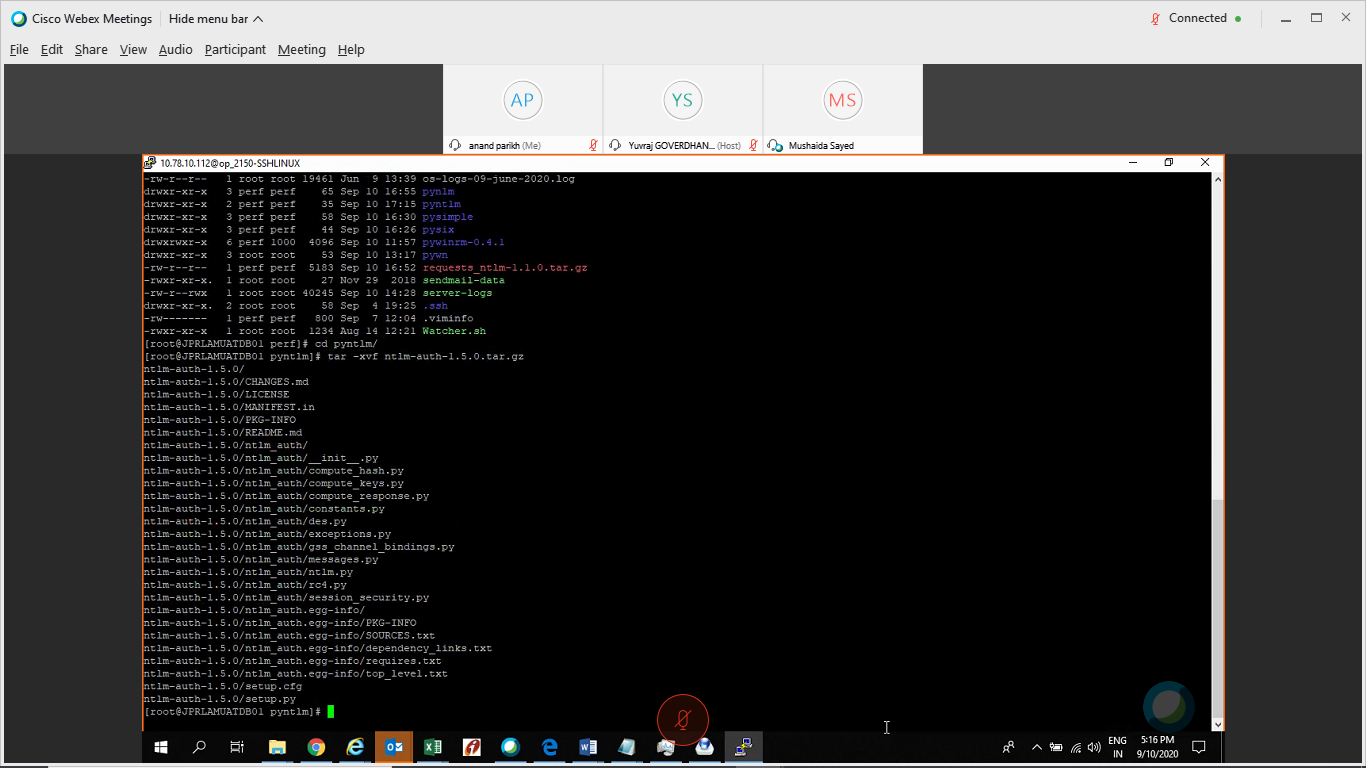 Cisco Webex Meetings Hide menu bar Connected
File Edit Share View Audio Participant Meeting Help
AP YS MS
anand parikh (Me) Yuvraj GOVERDHAN... (Host) Mushaida Sayed
10.78.10.112@op_2150-SSHLINUX
-rw-r--r-- 1 root root 19461 Jun 9 13:39 os-logs-09-june-2020.log
drwxr-xr-x 3 perf perf 65 Sep 10 16:55 pynlm
drwxr-xr-x 2 perf perf 35 Sep 10 17:15 pyntlm
drwxr-xr-x 3 perf perf 58 Sep 10 16:30 pysimple
drwxr-xr-x 3 perf perf 44 Sep 10 16:26 pysix
drwxrwxr-x 6 perf 1000 4096 Sep 10 11:57 pywinrm-0.4.1
drwxr-xr-x 3 root root 53 Sep 10 13:17 pywn
-rw-r--r-- 1 perf perf 5183 Sep 10 16:52 requests_ntlm-1.1.0.tar.gz
-rwxr-xr-x. 1 root root 27 Nov 29 2018 sendmail-data
-rw-r--rwx 1 root root 40245 Sep 10 14:28 server-logs
drwxr-xr-x. 2 root root 58 Sep 4 19:25 .ssh
-rw------- 1 perf perf 800 Sep 7 12:04 .viminfo
-rwxr-xr-x 1 root root 1234 Aug 14 12:21 Watcher.sh
[root@JPRLAMUATDB01 perf]# cd pyntlm/
[root@JPRLAMUATDB01 pyntlm]# tar -xvf ntlm-auth-1.5.0.tar.gz
ntlm-auth-1.5.0/
ntlm-auth-1.5.0/CHANGES.md
ntlm-auth-1.5.0/LICENSE
ntlm-auth-1.5.0/MANIFEST.in
ntlm-auth-1.5.0/PKG-INFO
ntlm-auth-1.5.0/README.md
ntlm-auth-1.5.0/ntlm_auth/
ntlm-auth-1.5.0/ntlm_auth/__init__.py
ntlm-auth-1.5.0/ntlm_auth/compute_hash.py
ntlm-auth-1.5.0/ntlm_auth/compute_keys.py
ntlm-auth-1.5.0/ntlm_auth/compute_response.py
ntlm-auth-1.5.0/ntlm_auth/constants.py
ntlm-auth-1.5.0/ntlm_auth/des.py
ntlm-auth-1.5.0/ntlm_auth/exceptions.py
ntlm-auth-1.5.0/ntlm_auth/gss_channel_bindings.py
ntlm-auth-1.5.0/ntlm_auth/messages.py
ntlm-auth-1.5.0/ntlm_auth/ntlm.py
ntlm-auth-1.5.0/ntlm_auth/rc4.py
ntlm-auth-1.5.0/ntlm_auth/session_security.py
ntlm-auth-1.5.0/ntlm_auth.egg-info/
ntlm-auth-1.5.0/ntlm_auth.egg-info/PKG-INFO
ntlm-auth-1.5.0/ntlm_auth.egg-info/SOURCES.txt
ntlm-auth-1.5.0/ntlm_auth.egg-info/dependency_links.txt
ntlm-auth-1.5.0/ntlm_auth.egg-info/requires.txt
ntlm-auth-1.5.0/ntlm_auth.egg-info/top_level.txt
ntlm-auth-1.5.0/setup.cfg
ntlm-auth-1.5.0/setup.py
[root@JPRLAMUATDB01 pyntlm]#
ENG 5:16 PM
IN 9/10/2020